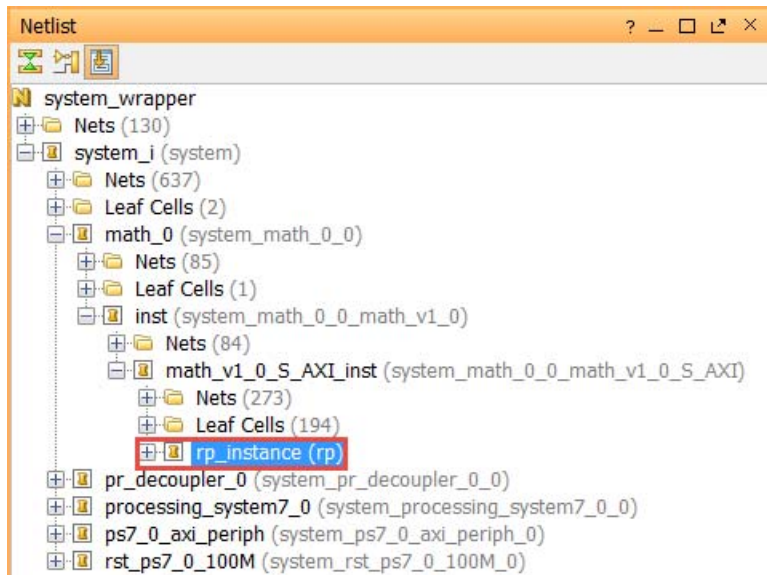 Netlist
system_wrapper
Nets (130)
system_i (system)
Nets (637)
Leaf Cells (2)
math_0 (system_math_0_0)
Nets (85)
Leaf Cells (1)
inst (system_math_0_0_math_v1_0)
Nets (84)
math_v1_0_S_AXI_inst (system_math_0_0_math_v1_0_S_AXI)
Nets (273)
Leaf Cells (194)
rp_instance (rp)
pr_decoupler_0 (system_pr_decoupler_0_0)
processing_system7_0 (system_processing_system7_0_0)
ps7_0_axi_periph (system_ps7_0_axi_periph_0)
rst_ps7_0_100M (system_rst_ps7_0_100M_0)